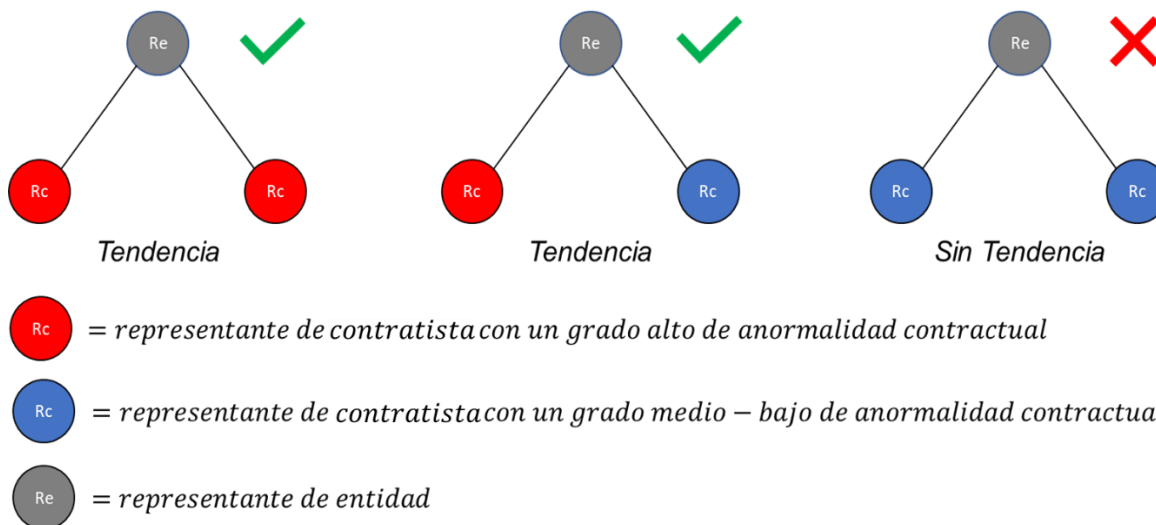 Re
Re
Re
Rc
Rc
Rc
Rc
Rc
Rc
Tendencia
Tendencia
Sin Tendencia
Rc = representante de contratista con un grado alto de anormalidad contractual
Rc = representante de contratista con un grado medio − bajo de anormalidad contractua
Re = representante de entidad